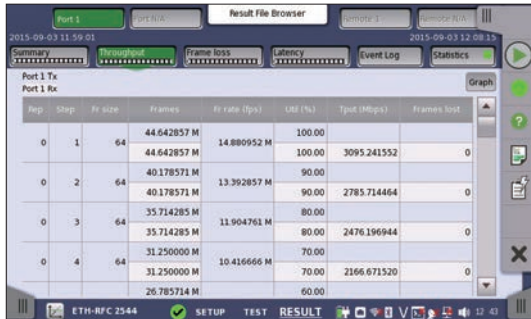 Port 1 Port N/A Result File Browser Remote 1 Remote N/A
2015-09-03 11 59 01 2015-09-03 12 08 15
Summary Throughput Frame loss Latency Event Log Statistics
Port 1 Tx
Port 1 Rx
Graph
Rep Step Fr size Frames Fr rate (fps) Util (%) Tput (Mbps) Frames lost
44.642857 M 100.00
0 1 64 14.880952 M
44.642857 M 100.00 3095.241552 0
40.178571 M 90.00
0 2 64 13.392857 M
40.178571 M 90.00 2785.714464 0
35.714285 M 80.00
0 3 64 11.904761 M
35.714285 M 80.00 2476.196944 0
31.250000 M 70.00
0 4 64 10.416666 M
31.250000 M 70.00 2166.671520 0
26.785714 M 60.00
ETH-RFC 2544 SETUP TEST RESULT 12 43